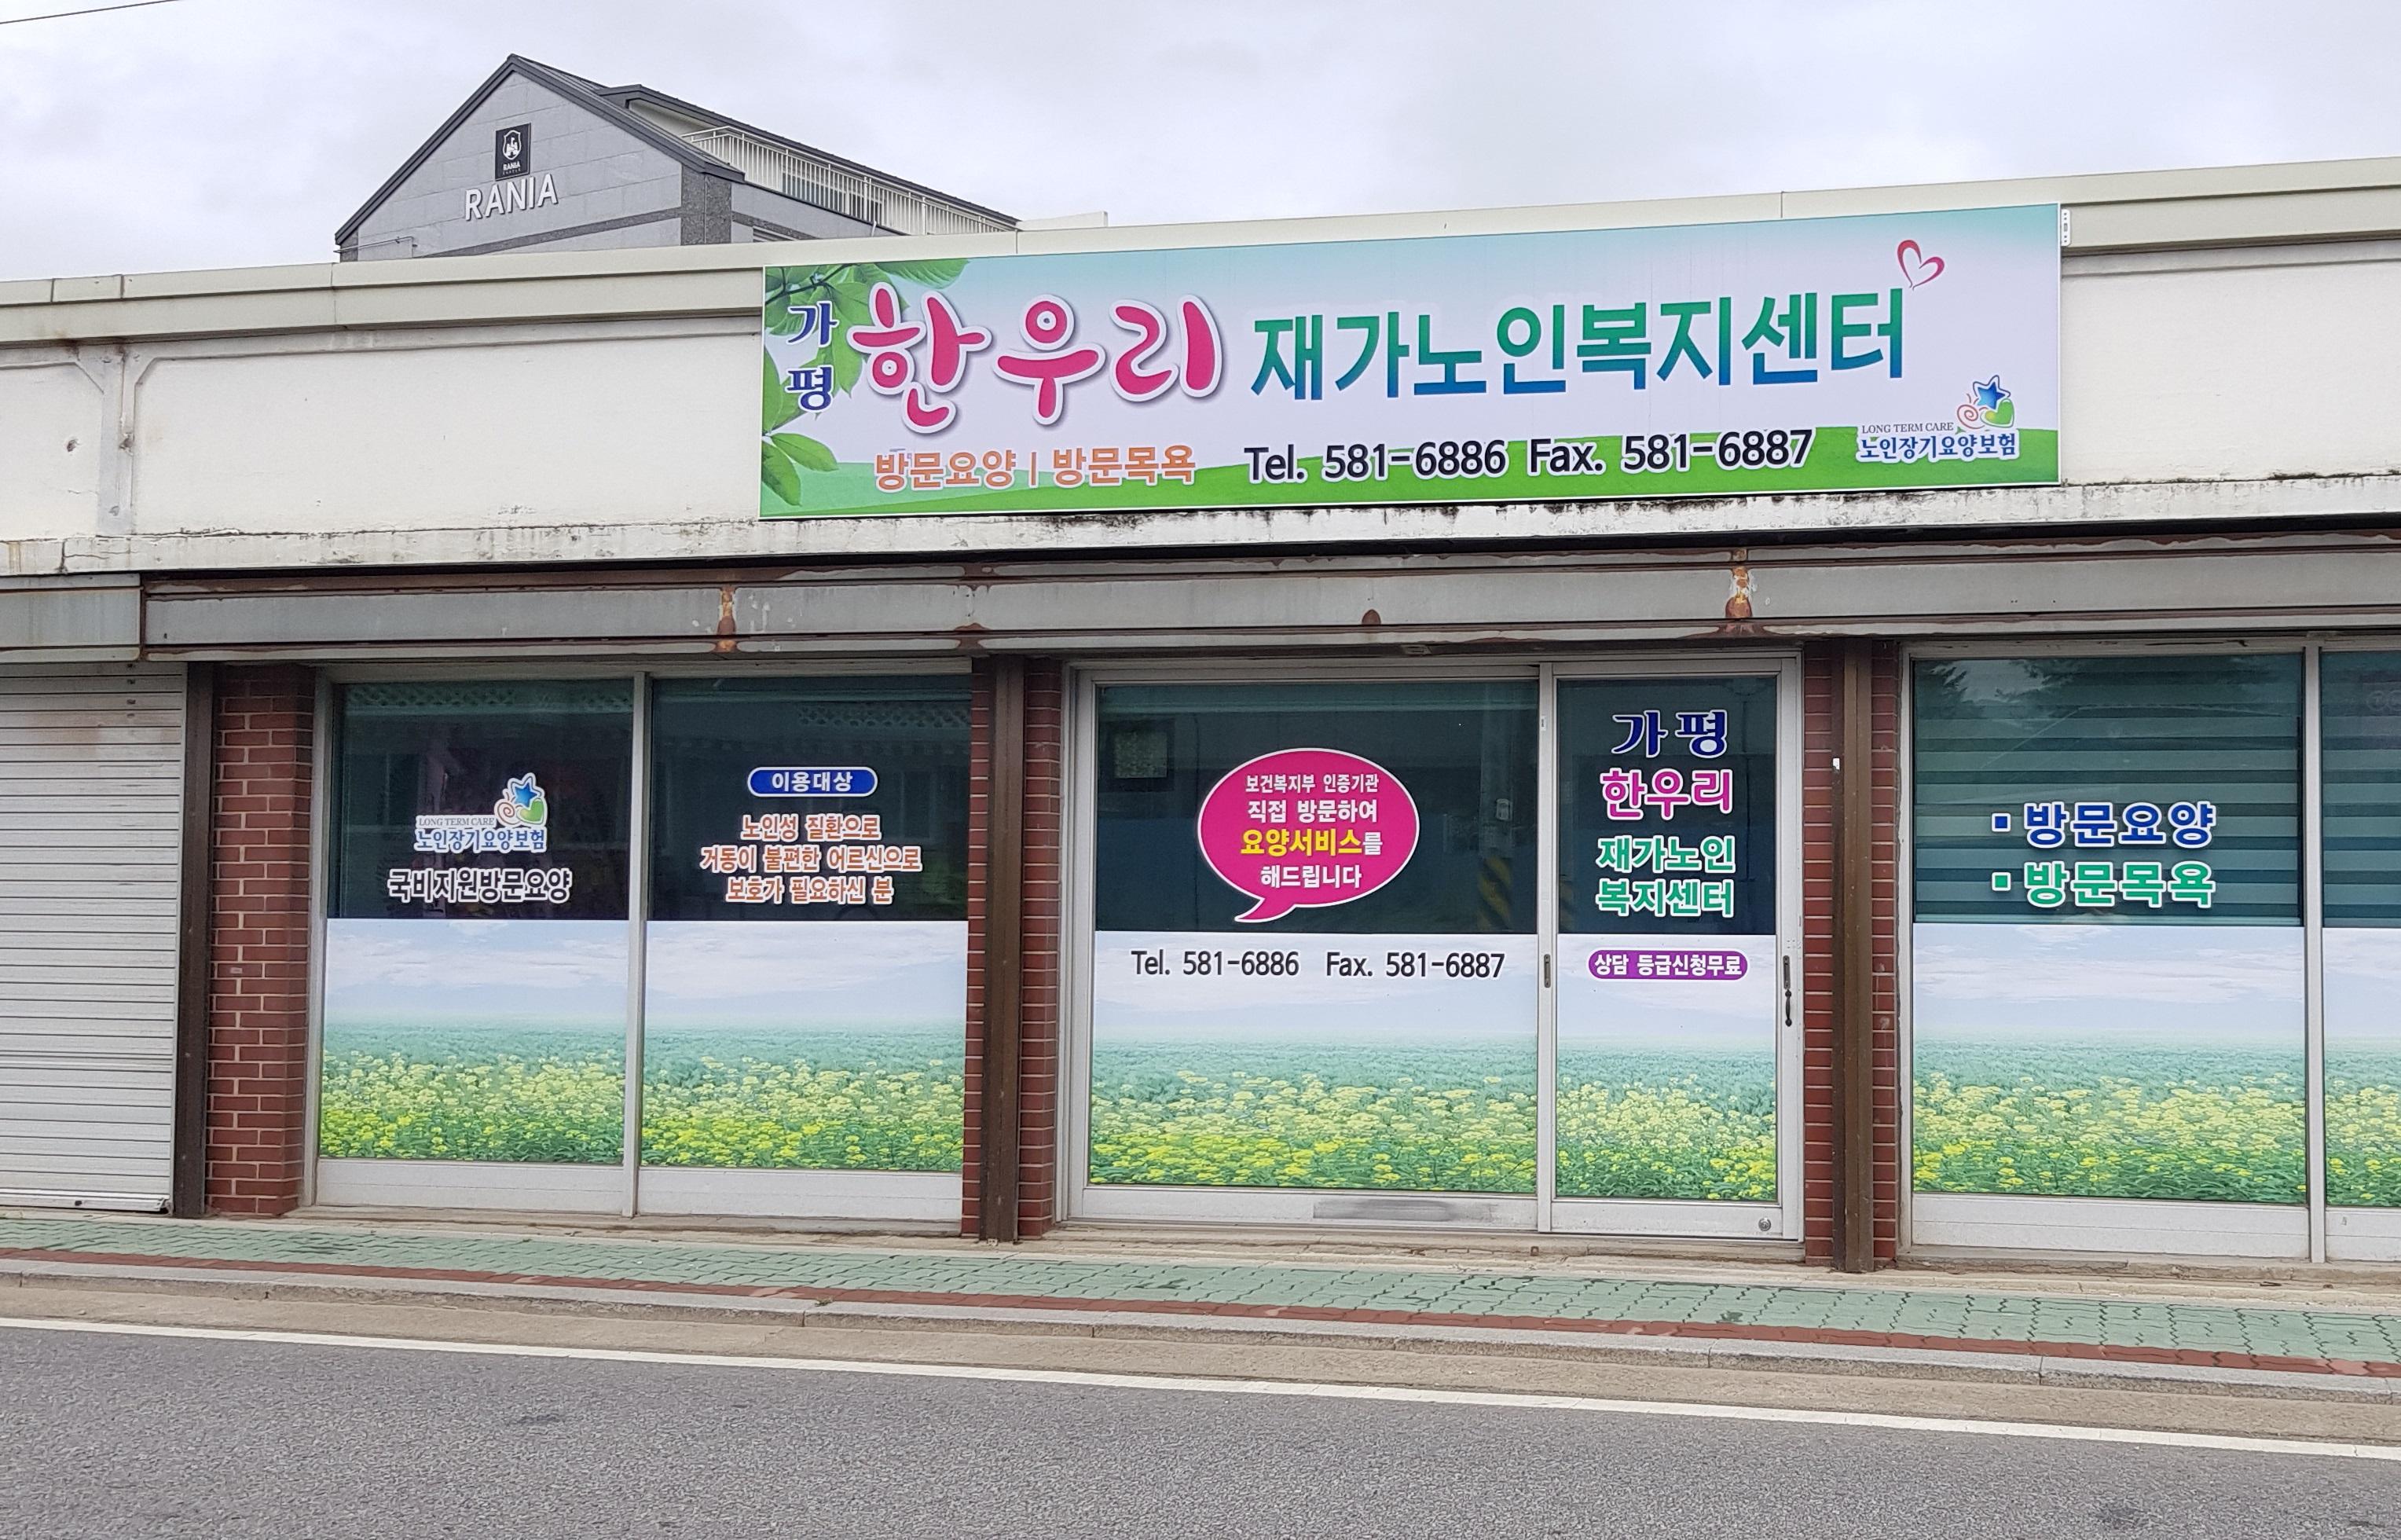 RANIA
RANIA
가평 한우리 재가노인복지센터
방문요양 | 방문목욕 Tel. 581-6886 Fax. 581-6887
LONG TERM CARE
노인장기요양보험
LONG TERM CARE
노인장기요양보험
국비지원방문요양
이용대상
노인성 질환으로
거동이 불편한 어르신으로
보호가 필요하신 분
보건복지부 인증기관
직접 방문하여
요양서비스를
해드립니다
Tel. 581-6886 Fax. 581-6887
가평
한우리
재가노인
복지센터
상담 등급신청무료
▪ 방문요양
▪ 방문목욕